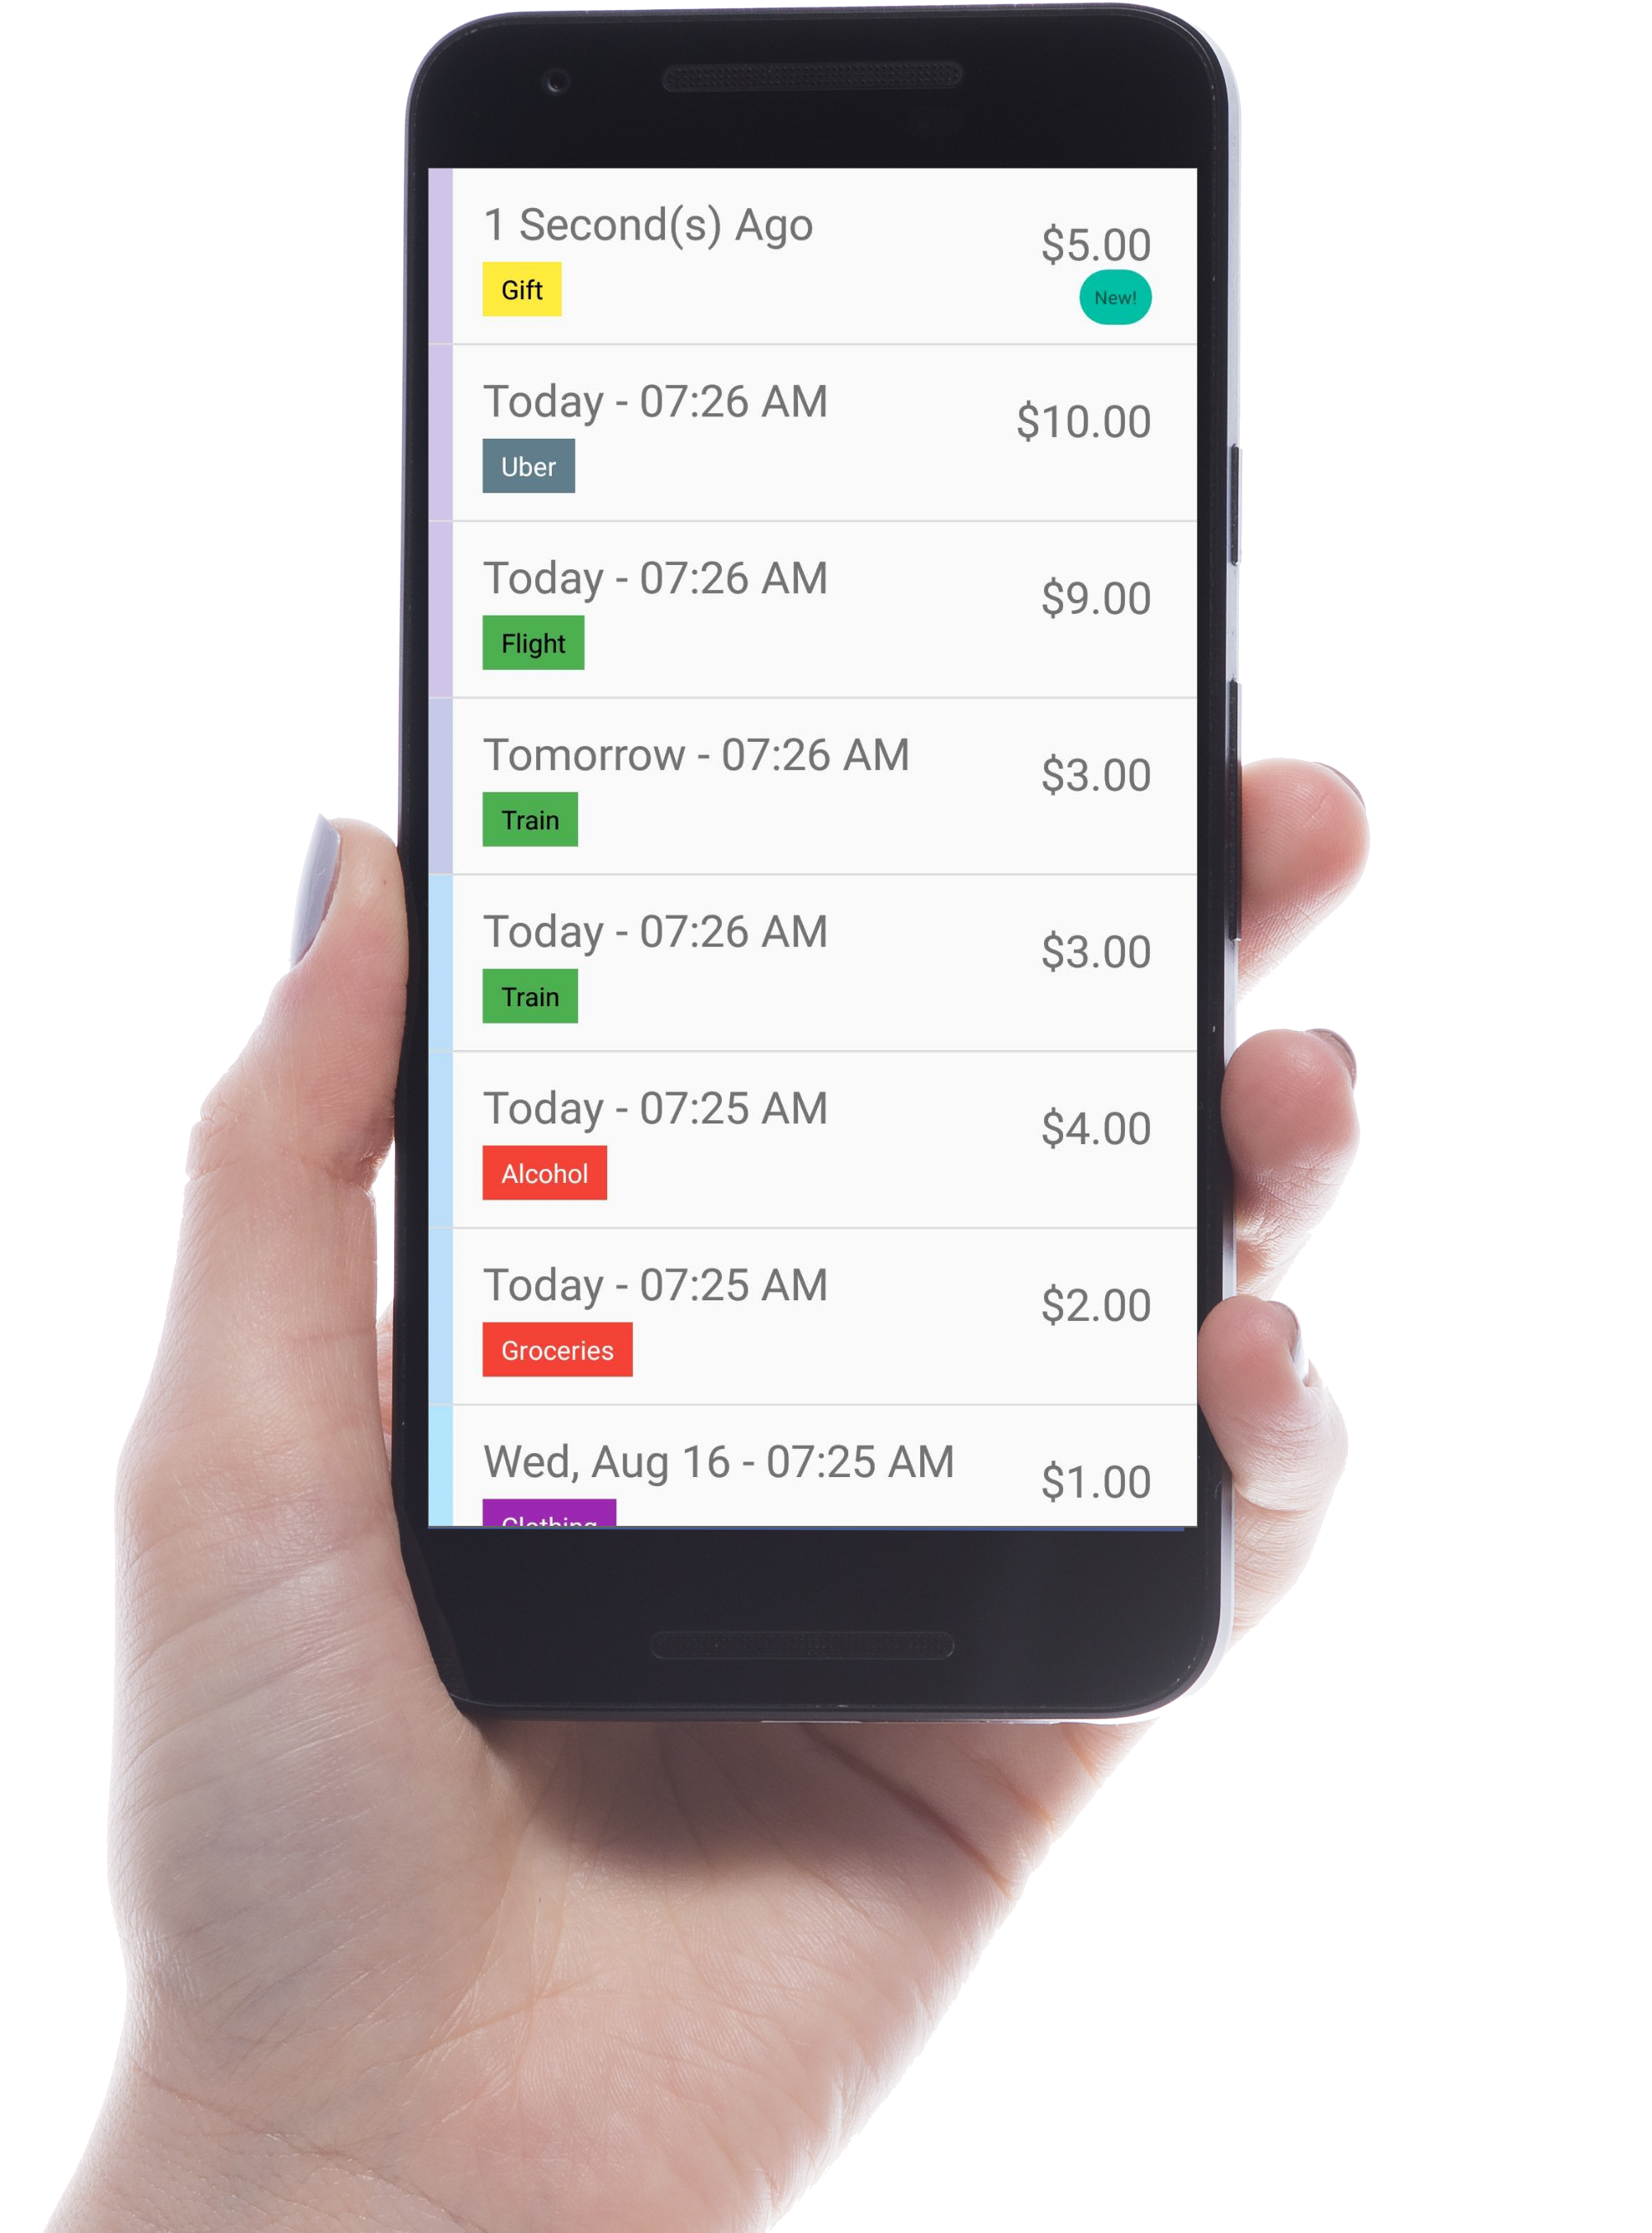 1 Second(s) Ago
$5.00
Gift
New!
Today - 07:26 AM
$10.00
Uber
Today - 07:26 AM
$9.00
Flight
Tomorrow - 07:26 AM
$3.00
Train
Today - 07:26 AM
$3.00
Train
Today - 07:25 AM
$4.00
Alcohol
Today - 07:25 AM
$2.00
Groceries
Wed, Aug 16 - 07:25 AM
$1.00
Clothing